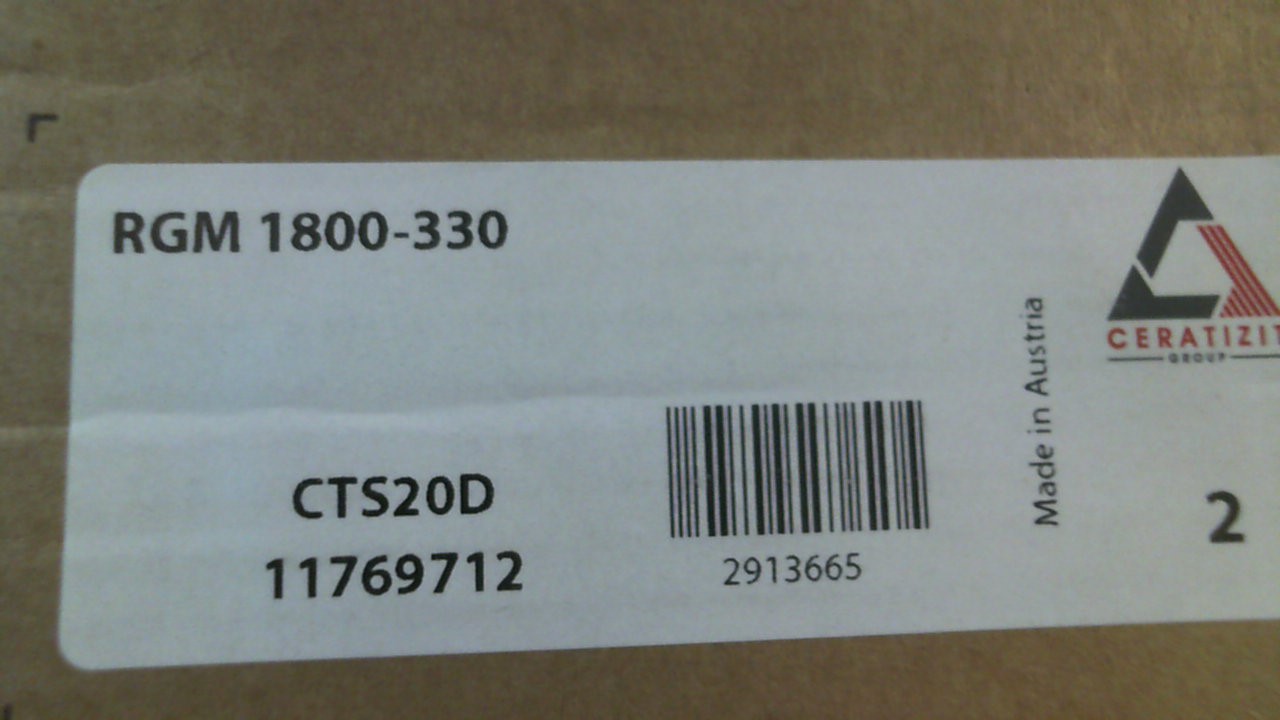 RGM 1800-330
CERATIZIT
GROUP
Made in Austria
CTS20D
11769712
2913665
2